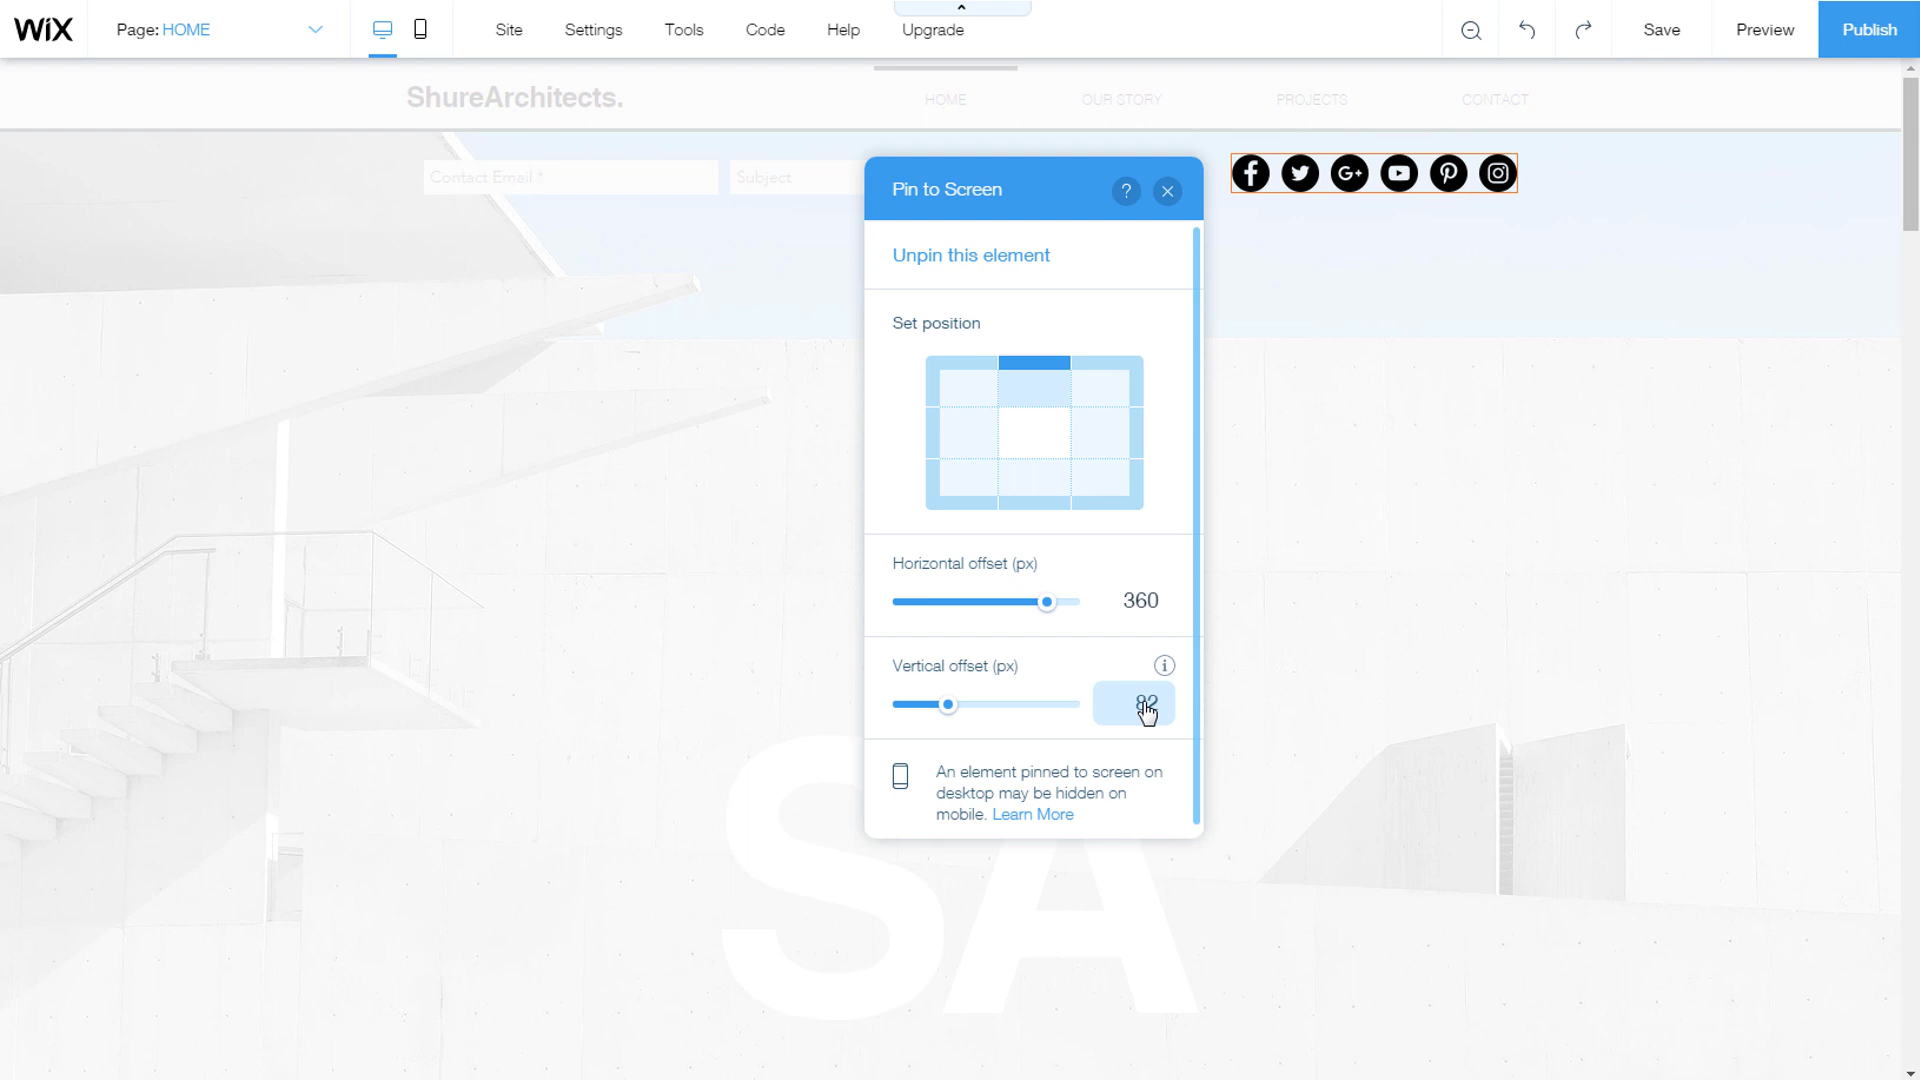 WiX
Page: HOME
Site
Settings
Tools
Code
Help
Upgrade
Save
Preview
Publish
ShureArchitects.
HOME
OUR STORY
PROJECTS
CONTACT
Contact Email *
Subject
Pin to Screen
?
Unpin this element
Set position
Horizontal offset (px)
360
Vertical offset (px)
82
An element pinned to screen on
desktop may be hidden on
mobile. Learn More
SA